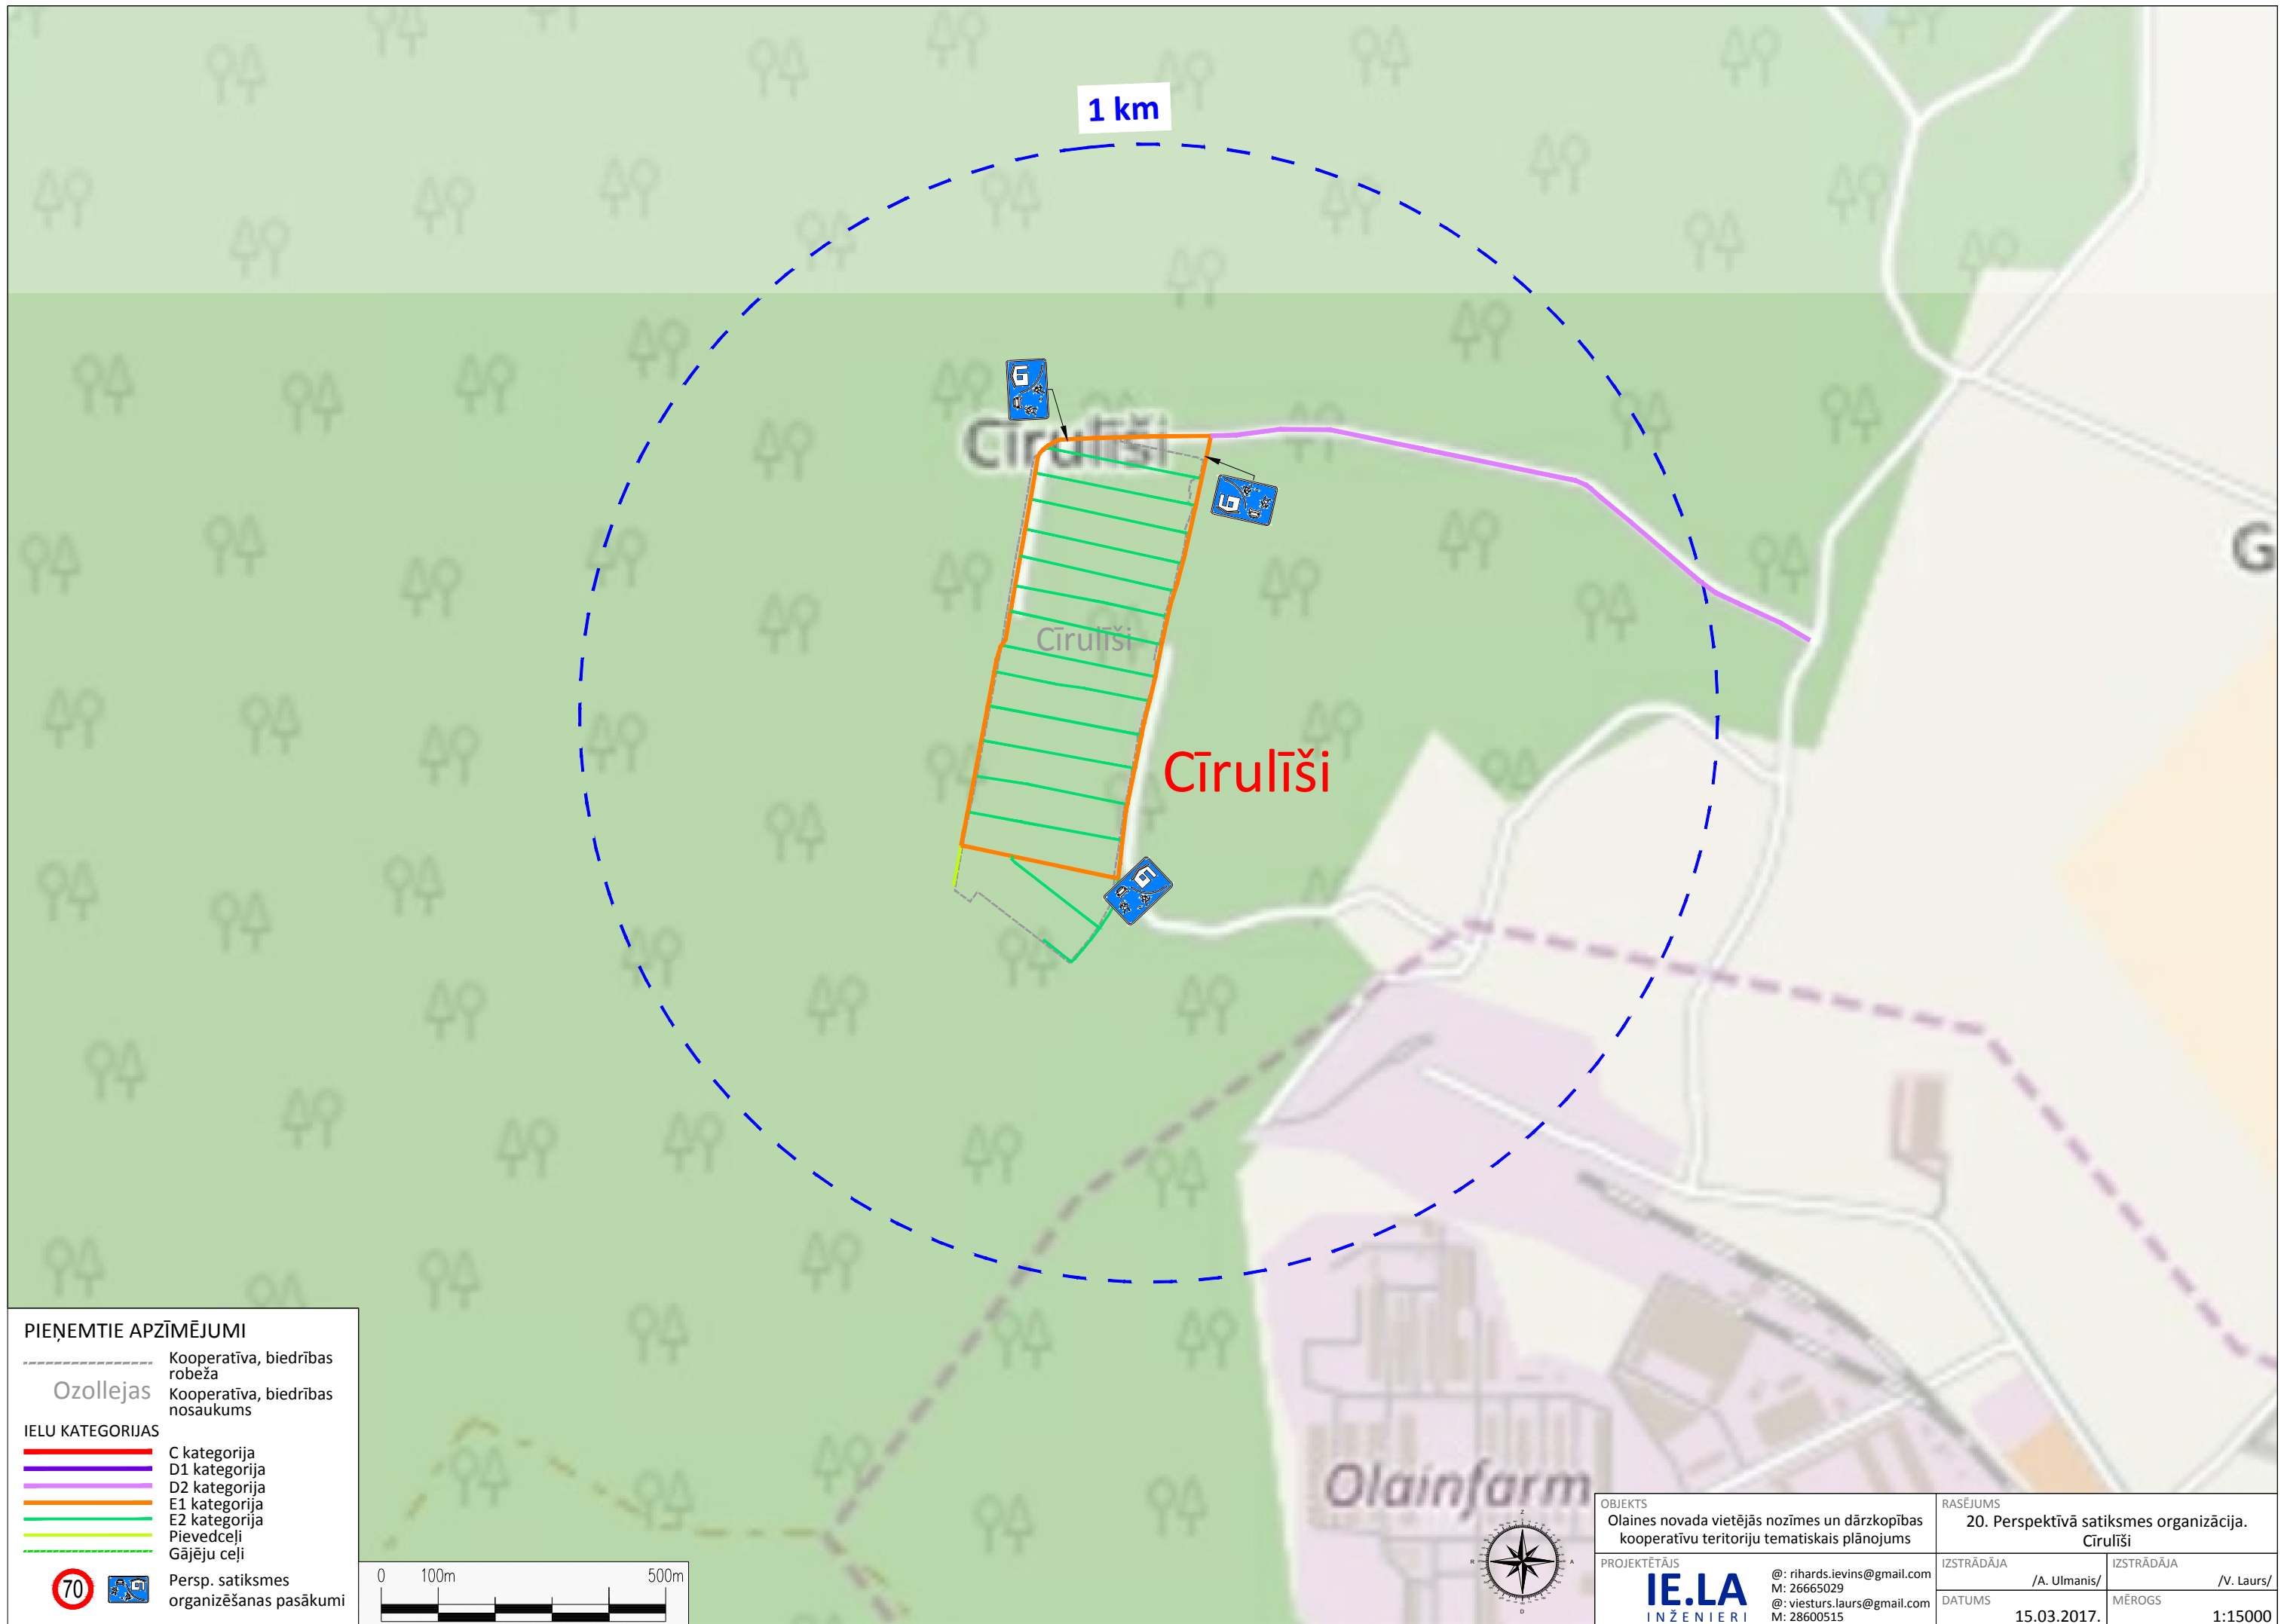 1 km
Cīrulīši
Cīrulīši
Cīrulīši
G
Olainfarm
PIEŅEMTIE APZĪMĒJUMI
Kooperatīva, biedrības
robeža
Ozollejas
Kooperatīva, biedrības
nosaukums
IELU KATEGORIJAS
C kategorija
D1 kategorija
D2 kategorija
E1 kategorija
E2 kategorija
Pievedceļi
Gājēju ceļi
70
Persp. satiksmes
organizēšanas pasākumi
0 100m 500m
Z
R A
D
OBJEKTS
Olaines novada vietējās nozīmes un dārzkopības
kooperatīvu teritoriju tematiskais plānojums
RASĒJUMS
20. Perspektīvā satiksmes organizācija.
Cīrulīši
PROJEKTĒTĀJS
IE.LA
INŽENIERI
@: rihards.ievins@gmail.com
M: 26665029
@: viesturs.laurs@gmail.com
M: 28600515
IZSTRĀDĀJA
/A. Ulmanis/
IZSTRĀDĀJA
/V. Laurs/
DATUMS
15.03.2017.
MĒROGS
1:15000